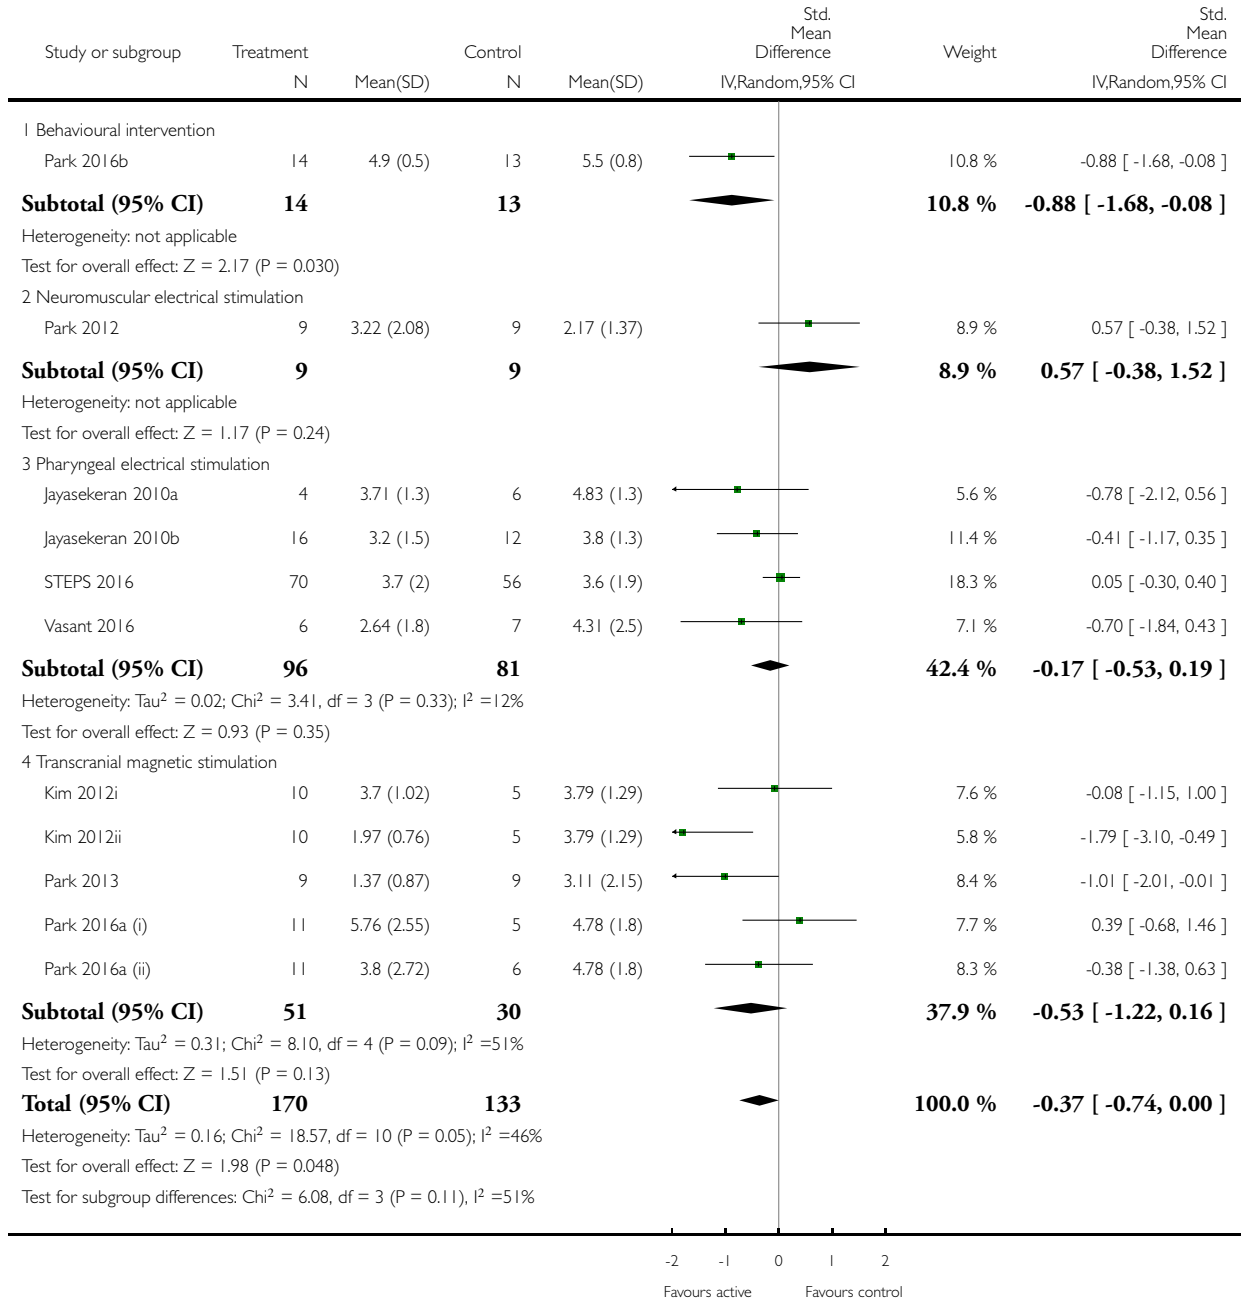 Study or subgroup Treatment Control Std. Mean Difference Weight Std. Mean Difference
N Mean(SD) N Mean(SD) IV,Random,95% CI IV,Random,95% CI
1 Behavioural intervention
Park 2016b 14 4.9 (0.5) 13 5.5 (0.8) 10.8 % -0.88 [ -1.68, -0.08 ]
Subtotal (95% CI) 14 13 10.8 % -0.88 [ -1.68, -0.08 ]
Heterogeneity: not applicable
Test for overall effect: Z = 2.17 (P = 0.030)
2 Neuromuscular electrical stimulation
Park 2012 9 3.22 (2.08) 9 2.17 (1.37) 8.9 % 0.57 [ -0.38, 1.52 ]
Subtotal (95% CI) 9 9 8.9 % 0.57 [ -0.38, 1.52 ]
Heterogeneity: not applicable
Test for overall effect: Z = 1.17 (P = 0.24)
3 Pharyngeal electrical stimulation
Jayasekeran 2010a 4 3.71 (1.3) 6 4.83 (1.3) 5.6 % -0.78 [ -2.12, 0.56 ]
Jayasekeran 2010b 16 3.2 (1.5) 12 3.8 (1.3) 11.4 % -0.41 [ -1.17, 0.35 ]
STEPS 2016 70 3.7 (2) 56 3.6 (1.9) 18.3 % 0.05 [ -0.30, 0.40 ]
Vasant 2016 6 2.64 (1.8) 7 4.31 (2.5) 7.1 % -0.70 [ -1.84, 0.43 ]
Subtotal (95% CI) 96 81 42.4 % -0.17 [ -0.53, 0.19 ]
Heterogeneity: Tau² = 0.02; Chi² = 3.41, df = 3 (P = 0.33); I² =12%
Test for overall effect: Z = 0.93 (P = 0.35)
4 Transcranial magnetic stimulation
Kim 2012i 10 3.7 (1.02) 5 3.79 (1.29) 7.6 % -0.08 [ -1.15, 1.00 ]
Kim 2012ii 10 1.97 (0.76) 5 3.79 (1.29) 5.8 % -1.79 [ -3.10, -0.49 ]
Park 2013 9 1.37 (0.87) 9 3.11 (2.15) 8.4 % -1.01 [ -2.01, -0.01 ]
Park 2016a (i) 11 5.76 (2.55) 5 4.78 (1.8) 7.7 % 0.39 [ -0.68, 1.46 ]
Park 2016a (ii) 11 3.8 (2.72) 6 4.78 (1.8) 8.3 % -0.38 [ -1.38, 0.63 ]
Subtotal (95% CI) 51 30 37.9 % -0.53 [ -1.22, 0.16 ]
Heterogeneity: Tau² = 0.31; Chi² = 8.10, df = 4 (P = 0.09); I² =51%
Test for overall effect: Z = 1.51 (P = 0.13)
Total (95% CI) 170 133 100.0 % -0.37 [ -0.74, 0.00 ]
Heterogeneity: Tau² = 0.16; Chi² = 18.57, df = 10 (P = 0.05); I² =46%
Test for overall effect: Z = 1.98 (P = 0.048)
Test for subgroup differences: Chi² = 6.08, df = 3 (P = 0.11), I² =51%
-2 -1 0 1 2
Favours active Favours control